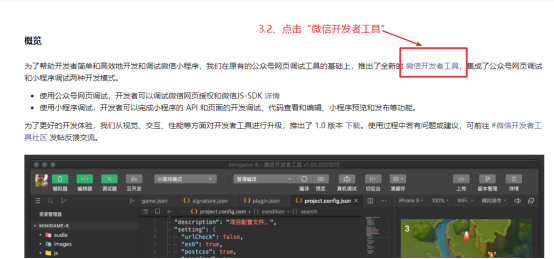 3.2、点击“微信开发者工具”
概览
为了帮助开发者简单和高效地开发和调试微信小程序，我们在原有的公众号网页调试工具的基础上，推出了全新的 微信开发者工具，集成了公众号网页调试
和小程序调试两种开发模式。
使用公众号网页调试，开发者可以调试微信网页授权和微信JS-SDK 详情
使用小程序调试，开发者可以完成小程序的 API 和页面的开发调试、代码查看和编辑、小程序预览和发布等功能。
为了更好的开发体验，我们从视觉、交互、性能等方面对开发者工具进行升级，推出了 1.0 版本 下载。使用过程中若有问题或建议，可前往 #微信开发者工
具社区 发帖反馈交流。
小游戏模式 普通编译
模拟器 编辑器 调试器 云开发 编译 预览 真机调试 切后台 清缓存 上传 版本管理 详情
game.json signature.json plugin.json project.config.json iPhone 5 100% WiFi
资源管理器 project.config.json > condition > search
MINIGAME-8 "description": "项目配置文件。",
audio "setting": {
images "urlCheck": false,
js "es6": true,
"postcss": true,
3